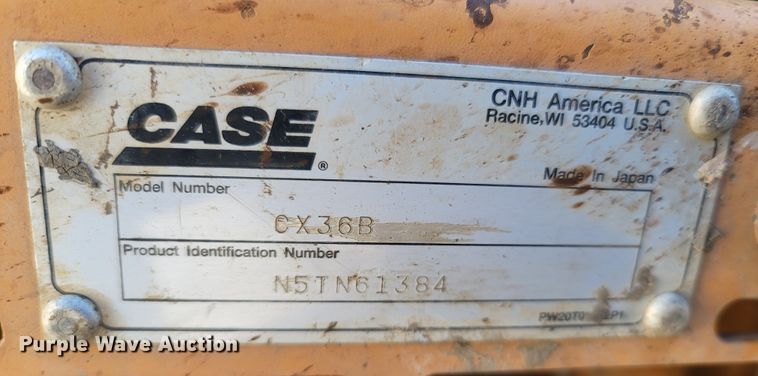 CASE
®
CNH America LLC
Racine, WI 53404 U.S.A.
Made In Japan
Model Number
CX36B
Product Identification Number
N5TN61384
Purple Wave Auction